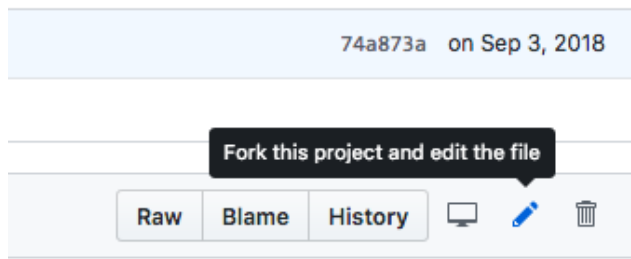 74a873a on Sep 3, 2018
Fork this project and edit the file
Raw Blame History